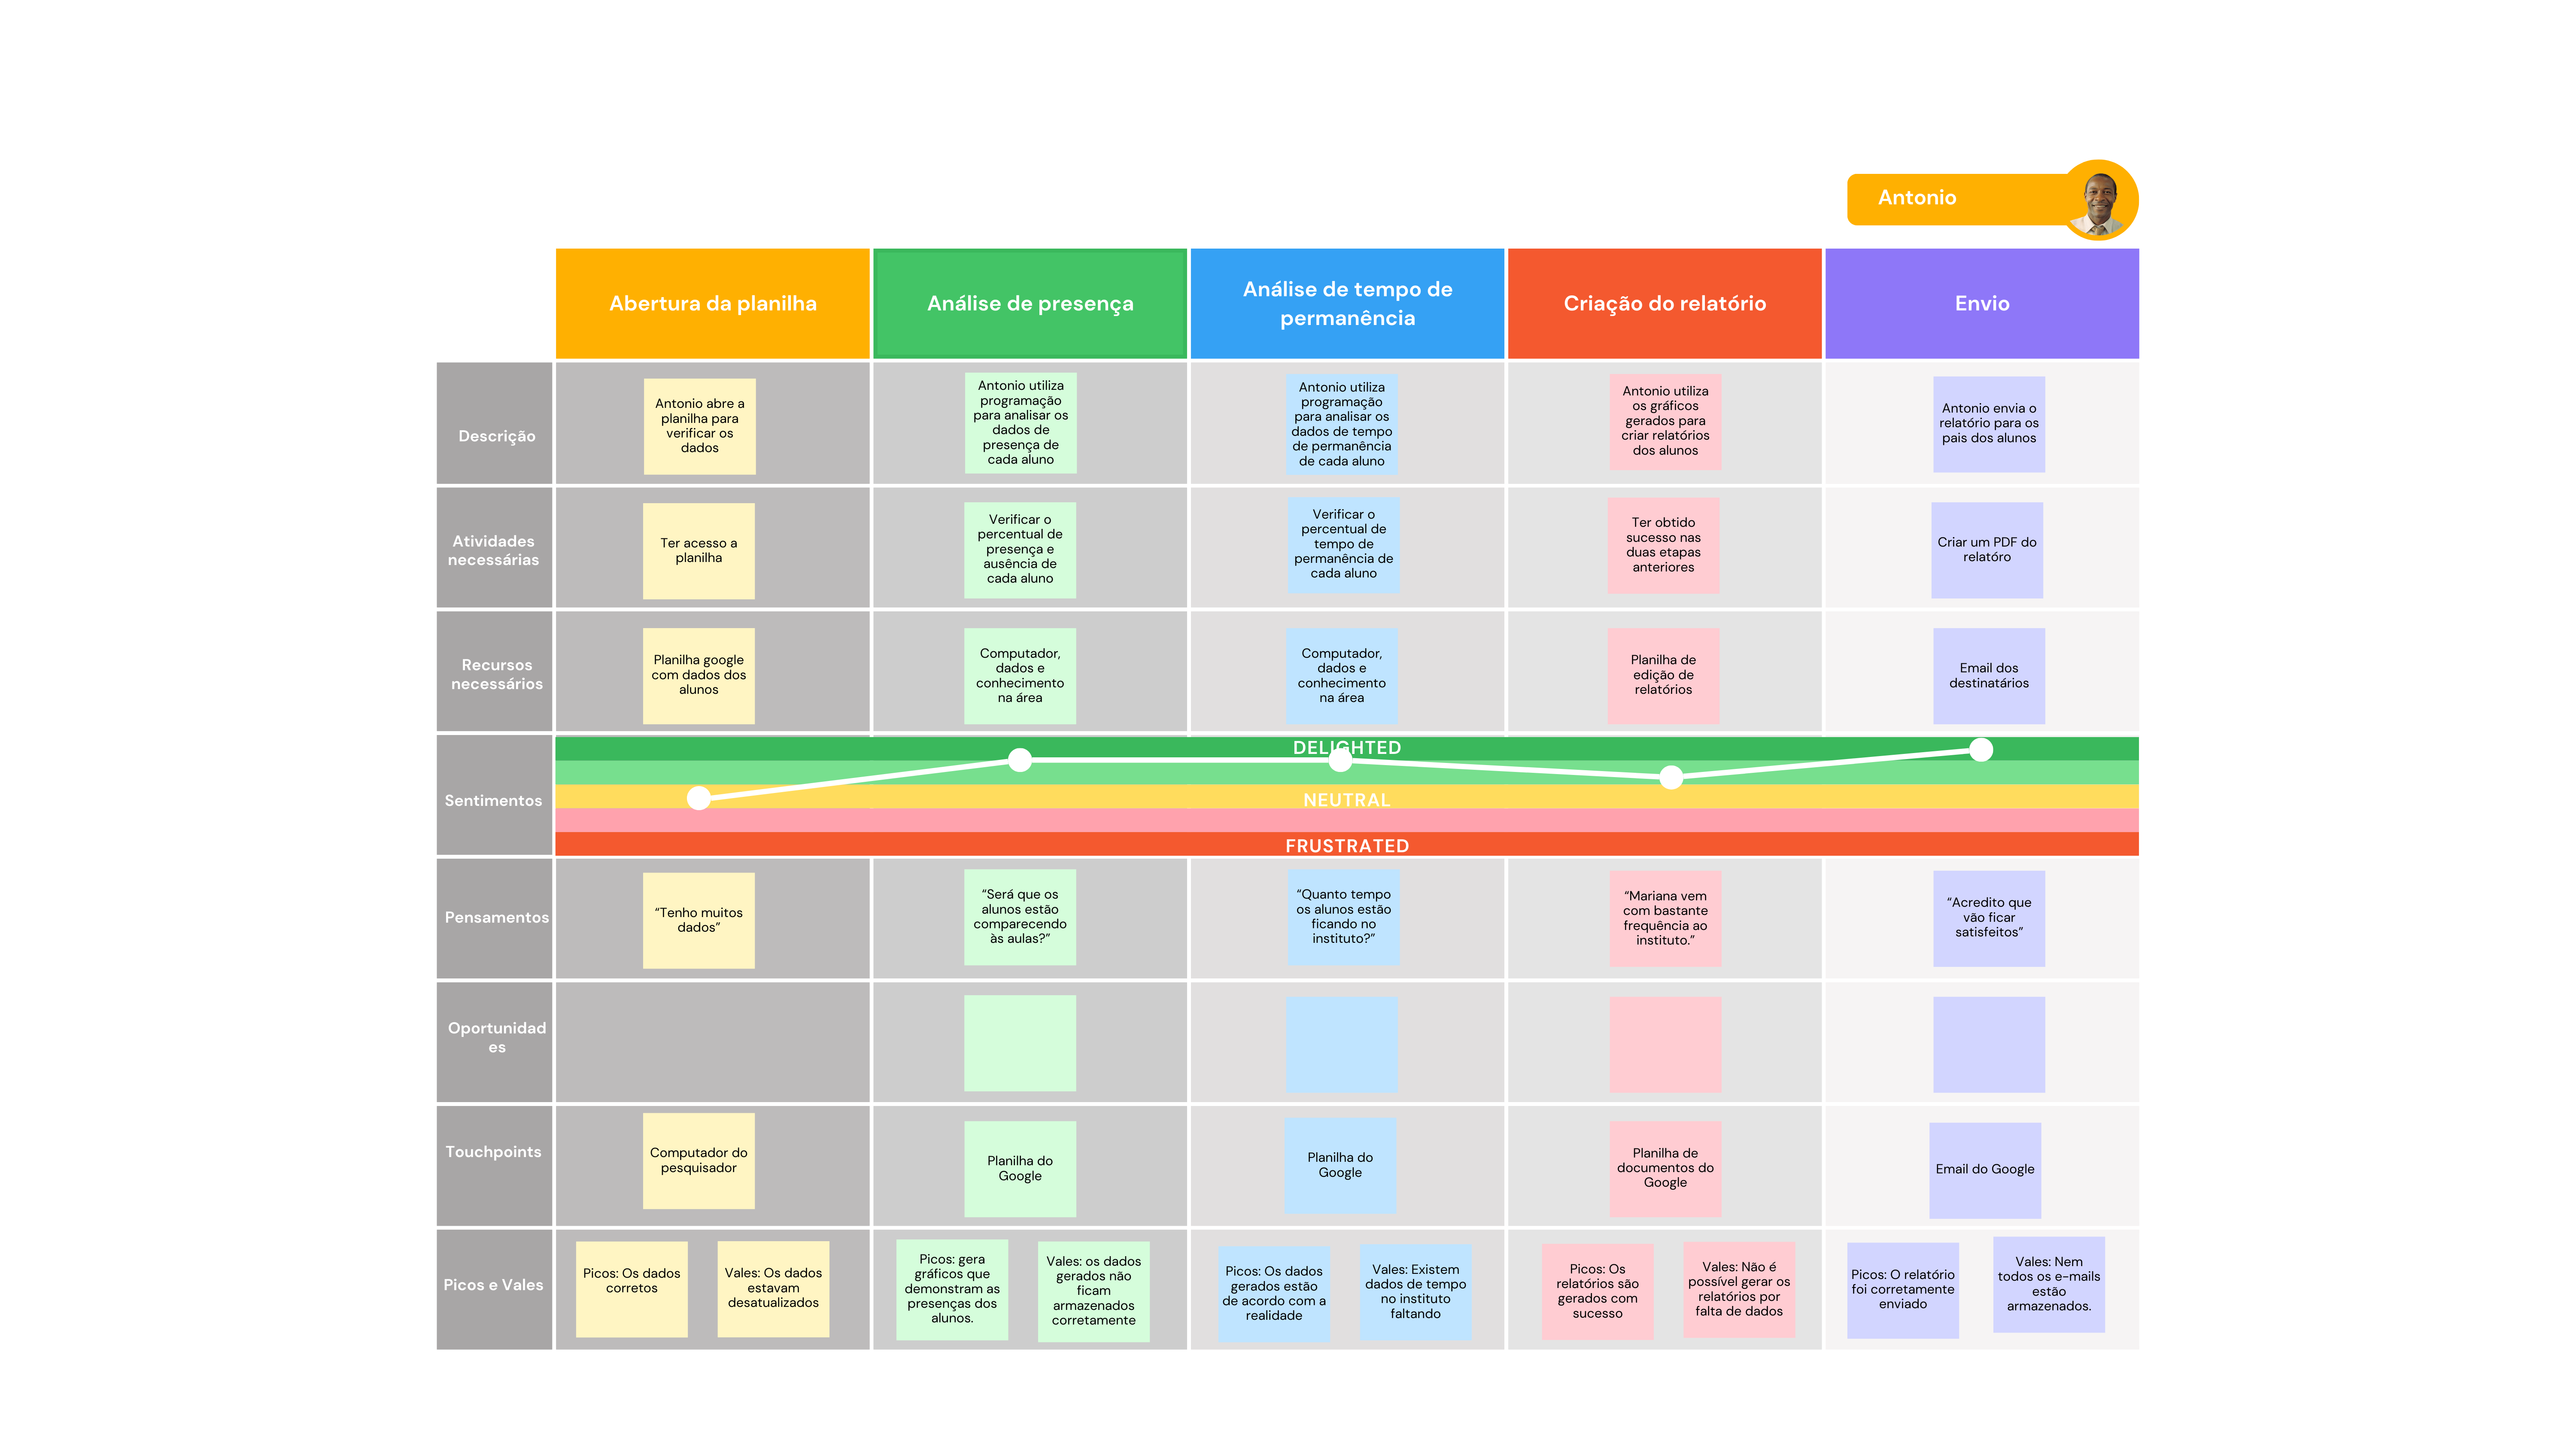 Antonio
Abertura da planilha
Análise de presença
Análise de tempo de
permanência
Criação do relatório
Envio
Descrição
Antonio abre a
planilha para
verificar os
dados
Antonio utiliza
programação
para analisar os
dados de
presença de
cada aluno
Antonio utiliza
programação
para analisar os
dados de tempo
de permanência
de cada aluno
Antonio utiliza
os gráficos
gerados para
criar relatórios
dos alunos
Antonio envia o
relatório para os
pais dos alunos
Atividades
necessárias
Ter acesso a
planilha
Verificar o
percentual de
presença e
ausência de
cada aluno
Verificar o
percentual de
tempo de
permanência de
cada aluno
Ter obtido
sucesso nas
duas etapas
anteriores
Criar um PDF do
relatóro
Recursos
necessários
Planilha google
com dados dos
alunos
Computador,
dados e
conhecimento
na área
Computador,
dados e
conhecimento
na área
Planilha de
edição de
relatórios
Email dos
destinatários
Sentimentos
DELIGHTED
NEUTRAL
FRUSTRATED
Pensamentos
“Tenho muitos
dados”
“Será que os
alunos estão
comparecendo
às aulas?”
“Quanto tempo
os alunos estão
ficando no
instituto?”
“Mariana vem
com bastante
frequência ao
instituto.”
“Acredito que
vão ficar
satisfeitos”
Oportunidad
es
Touchpoints
Computador do
pesquisador
Planilha do
Google
Planilha do
Google
Planilha de
documentos do
Google
Email do Google
Picos e Vales
Picos: Os dados
corretos
Vales: Os dados
estavam
desatualizados
Picos: gera
gráficos que
demonstram as
presenças dos
alunos.
Vales: os dados
gerados não
ficam
armazenados
corretamente
Picos: Os dados
gerados estão
de acordo com a
realidade
Vales: Existem
dados de tempo
no instituto
faltando
Picos: Os
relatórios são
gerados com
sucesso
Vales: Não é
possível gerar os
relatórios por
falta de dados
Picos: O relatório
foi corretamente
enviado
Vales: Nem
todos os e-mails
estão
armazenados.